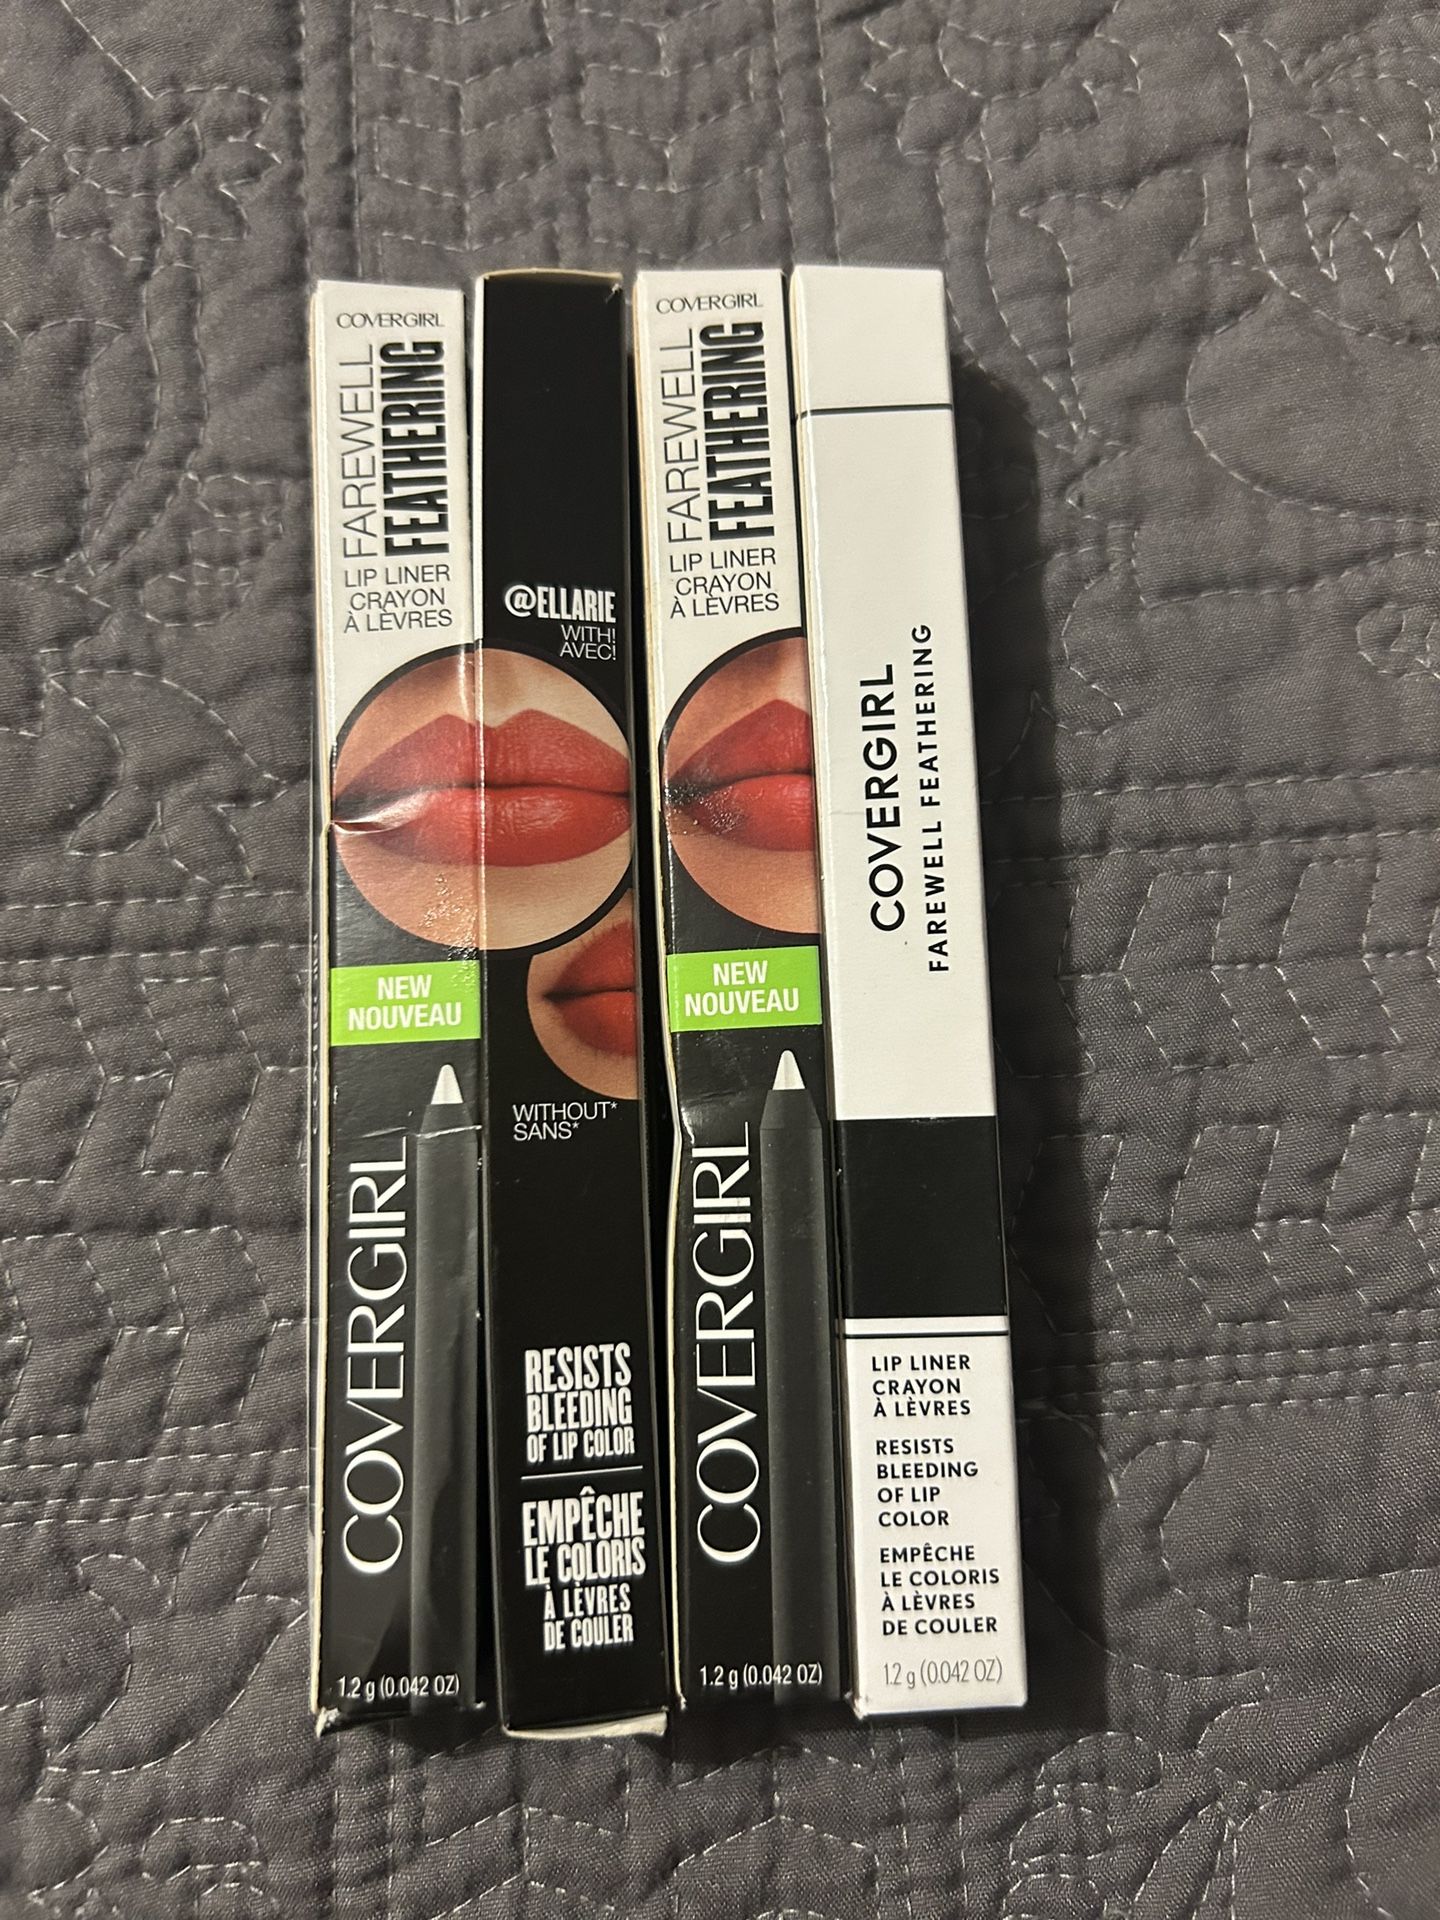 COVERGIRL
FAREWELL
FEATHERING
LIP LINER
CRAYON
À LÈVRES
NEW
NOUVEAU
COVERGIRL
1.2 g (0.042 OZ)
@ELLARIE
WITH!
AVEC!
WITHOUT*
SANS*
RESISTS
BLEEDING
OF LIP COLOR
EMPÊCHE
LE COLORIS
À LÈVRES
DE COULER
COVERGIRL
FAREWELL
FEATHERING
LIP LINER
CRAYON
À LÈVRES
NEW
NOUVEAU
COVERGIRL
1.2 g (0.042 OZ)
COVERGIRL
FAREWELL FEATHERING
LIP LINER
CRAYON
À LÈVRES
RESISTS
BLEEDING
OF LIP
COLOR
EMPÊCHE
LE COLORIS
À LÈVRES
DE COULER
1.2 g (0.042 OZ)